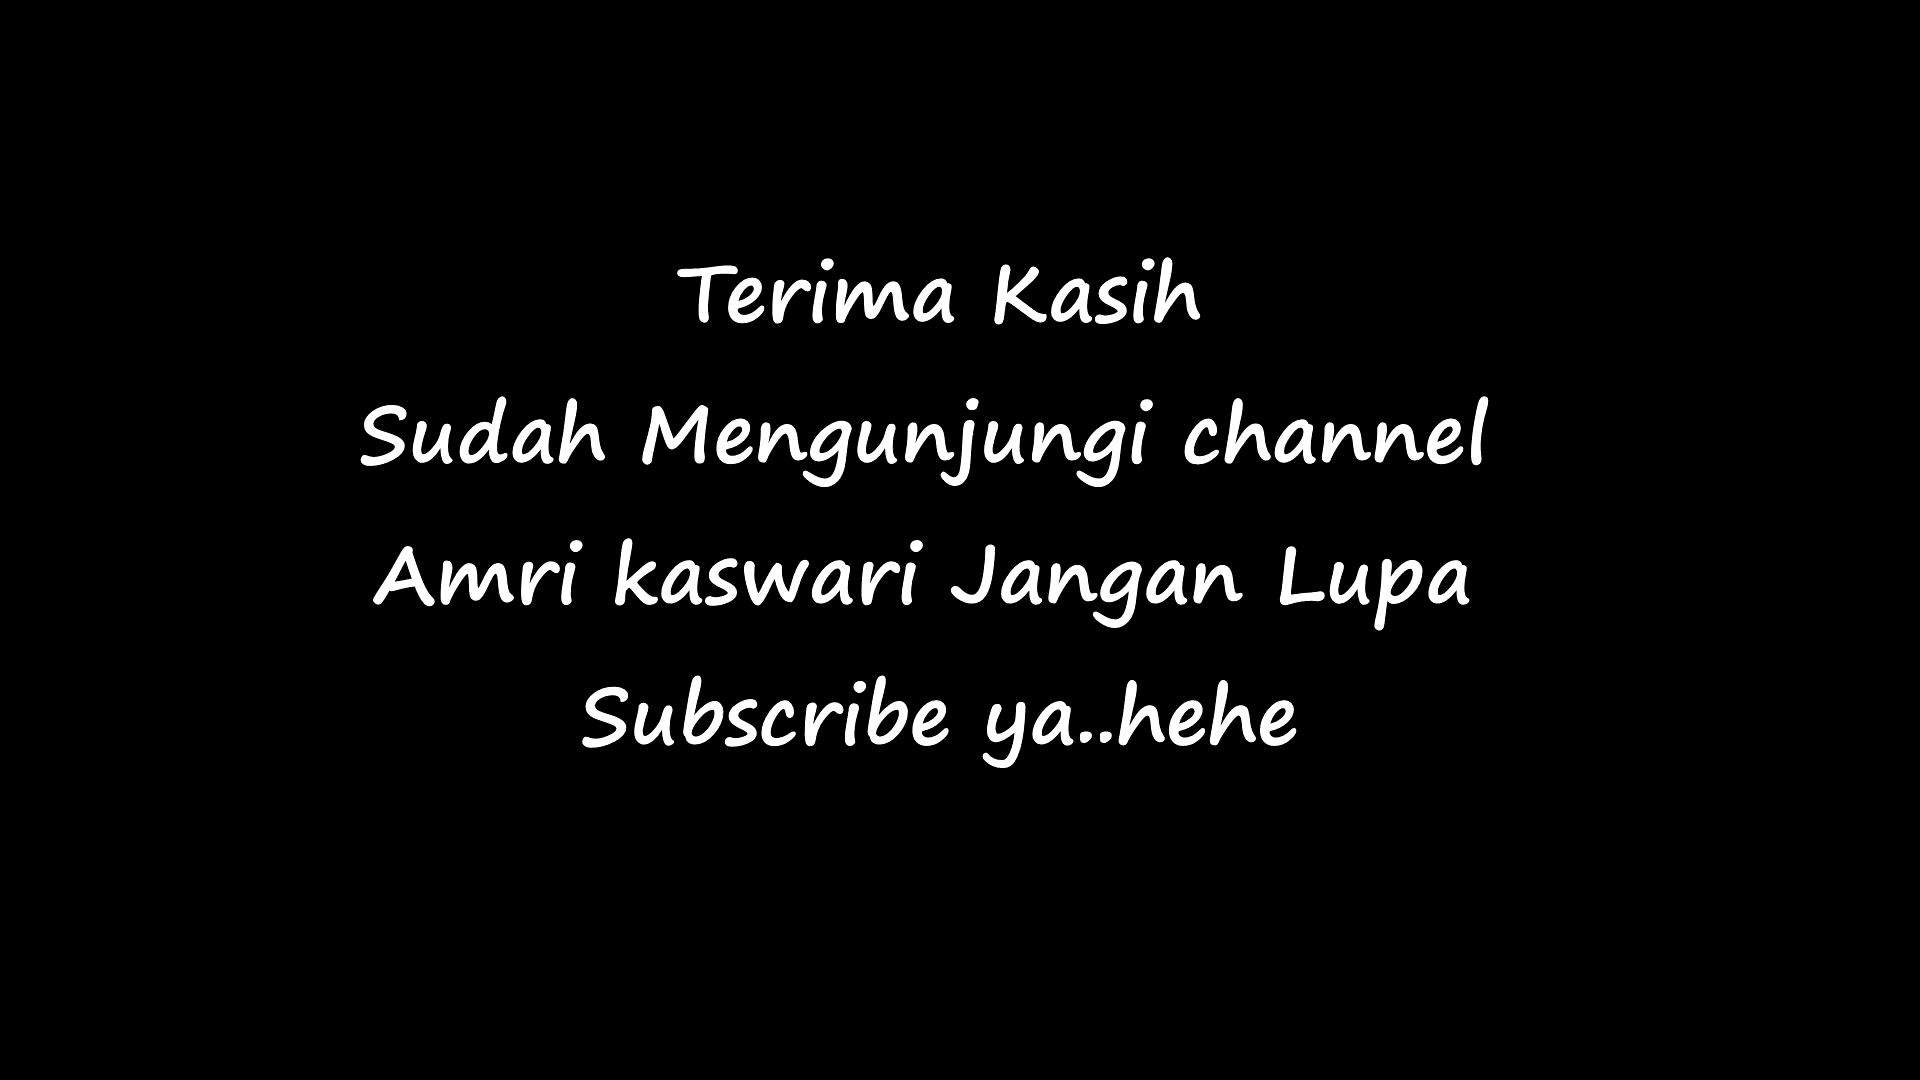 Terima Kasih
Sudah Mengunjungi channel
Amri kaswari Jangan Lupa
Subscribe ya..hehe